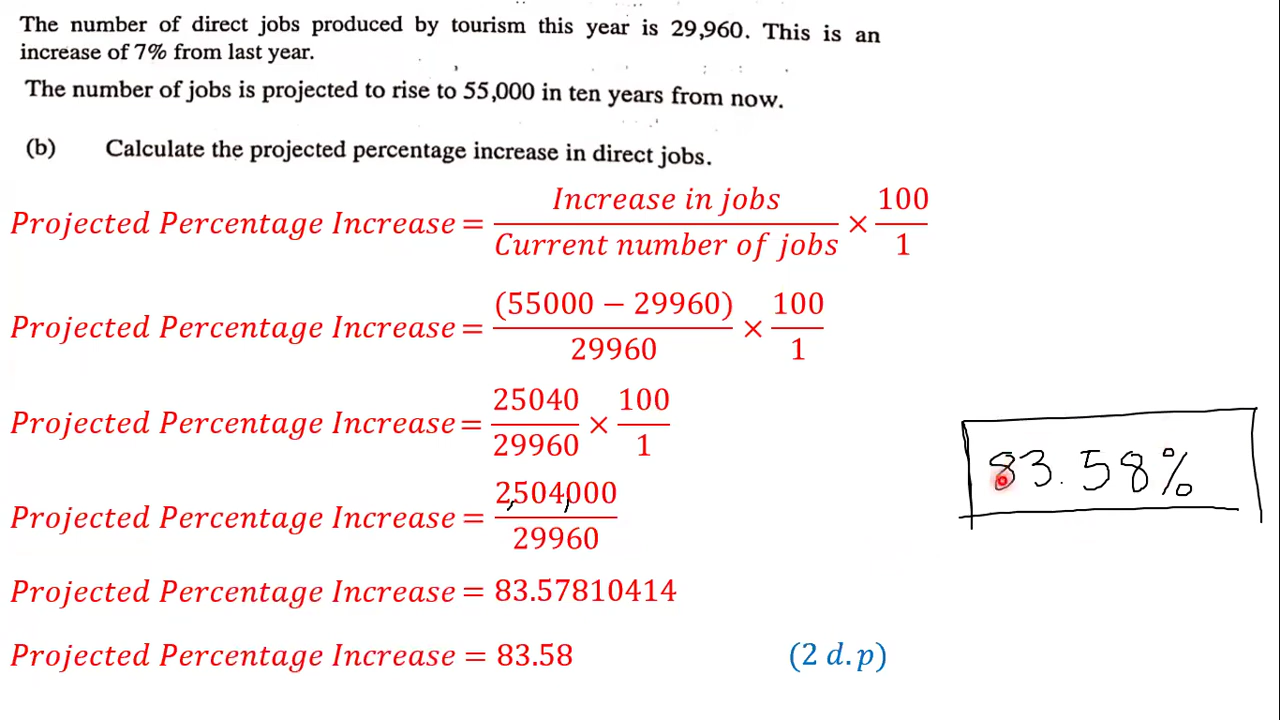 The number of direct jobs produced by tourism this year is 29,960. This is an
increase of 7% from last year.
The number of jobs is projected to rise to 55,000 in ten years from now.
(b) Calculate the projected percentage increase in direct jobs.
Projected Percentage Increase = Increase in jobs / Current number of jobs × 100 / 1
Projected Percentage Increase = (55000 − 29960) / 29960 × 100 / 1
Projected Percentage Increase = 25040 / 29960 × 100 / 1
Projected Percentage Increase = 2,504,000 / 29960
83.58%
Projected Percentage Increase = 83.57810414
Projected Percentage Increase = 83.58 (2 d.p)